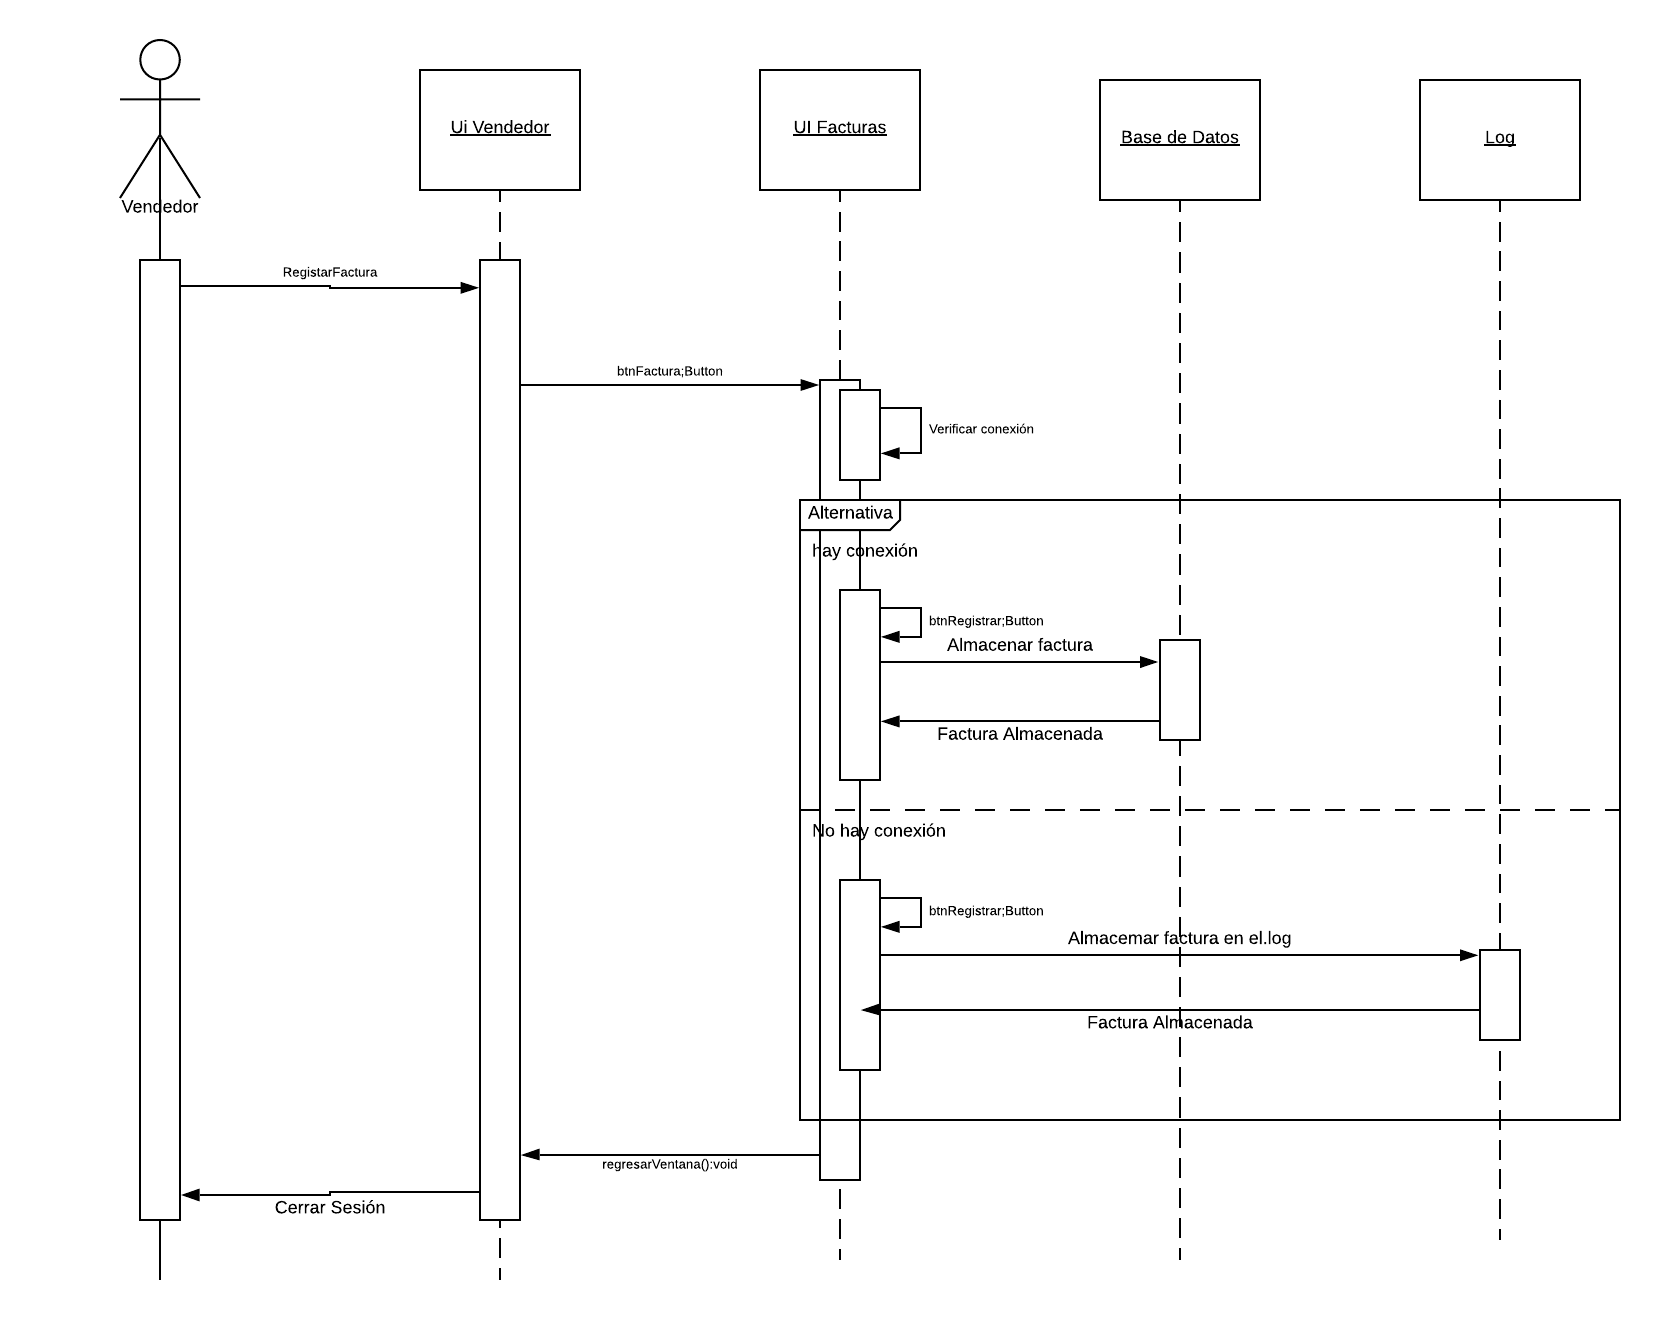 Vendedor
Ui Vendedor
UI Facturas
Base de Datos
Log
RegistarFactura
btnFactura;Button
Verificar conexión
Alternativa
hay conexión
btnRegistrar;Button
Almacenar factura
Factura Almacenada
No hay conexión
btnRegistrar;Button
Almacemar factura en el.log
Factura Almacenada
regresarVentana():void
Cerrar Sesión